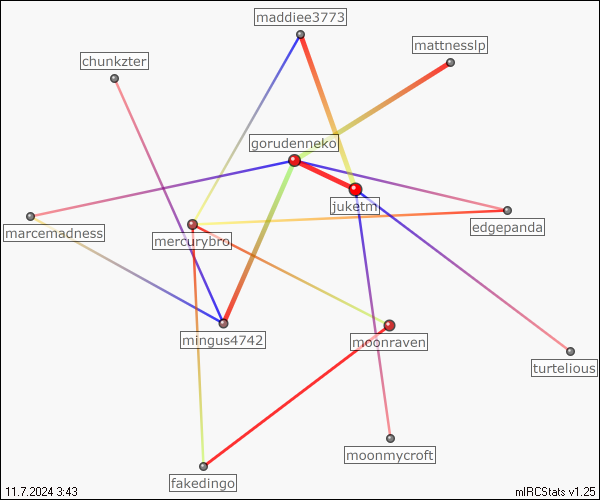 maddiee3773
mattnesslp
chunkzter
gorudenneko
juketm
marcemadness
mercurybro
edgepanda
mingus4742
moonraven
turtelious
moonmycroft
fakedingo
11.7.2024 3:43
mIRCStats v1.25